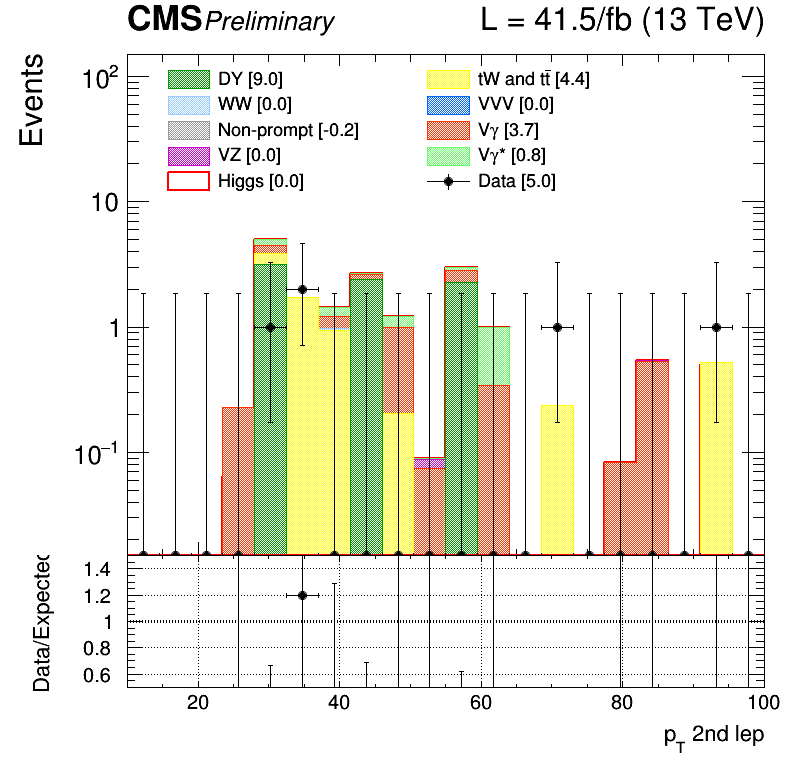 CMS Preliminary L = 41.5/fb (13 TeV)
Events
10²
10
1
10⁻¹
DY [9.0]
WW [0.0]
Non-prompt [-0.2]
VZ [0.0]
Higgs [0.0]
tW and tt̄ [4.4]
VVV [0.0]
Vγ [3.7]
Vγ* [0.8]
Data [5.0]
Data/Expected
1.4
1.2
1
0.8
0.6
20 40 60 80 100
p_T 2nd lep